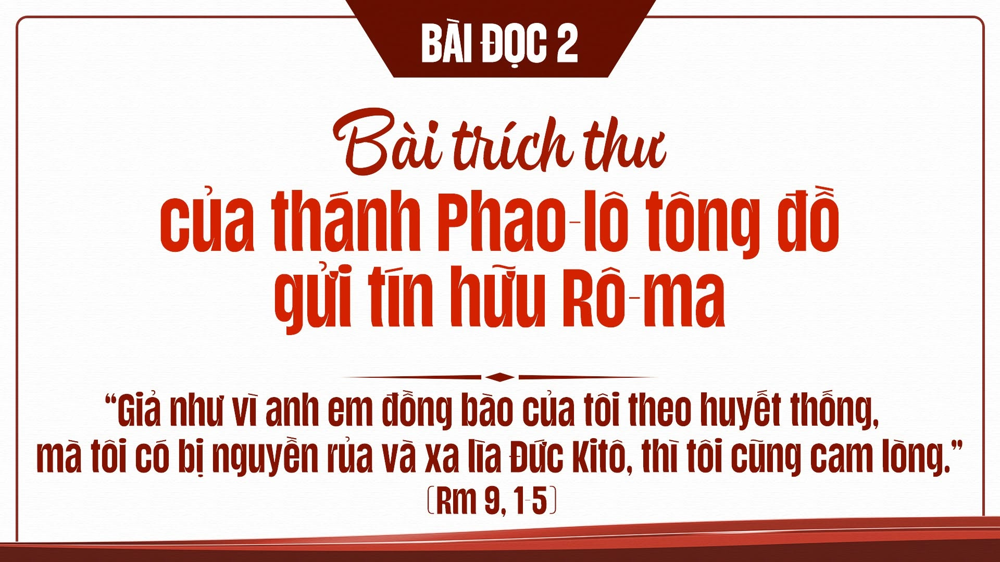 BÀI ĐỌC 2
Bài trích thư
của thánh Phao-lô tông đồ
gửi tín hữu Rô-ma
“Giả như vì anh em đồng bào của tôi theo huyết thống,
mà tôi có bị nguyền rủa và xa lìa Đức Kitô, thì tôi cũng cam lòng.”
(Rm 9, 1-5)